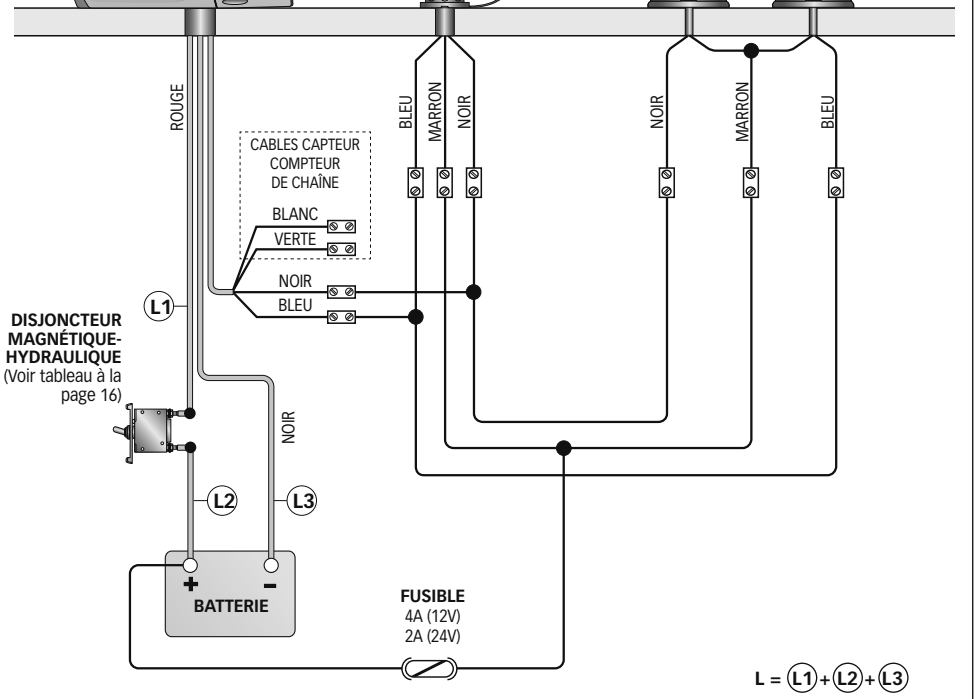 ROUGE
BLEU
MARRON
NOIR
NOIR
MARRON
BLEU
CABLES CAPTEUR
COMPTEUR
DE CHAÎNE
BLANC
VERTE
NOIR
BLEU
L1
DISJONCTEUR
MAGNÉTIQUE-
HYDRAULIQUE
(Voir tableau à la
page 16)
NOIR
L2
L3
+
–
BATTERIE
FUSIBLE
4A (12V)
2A (24V)
L = L1 + L2 + L3